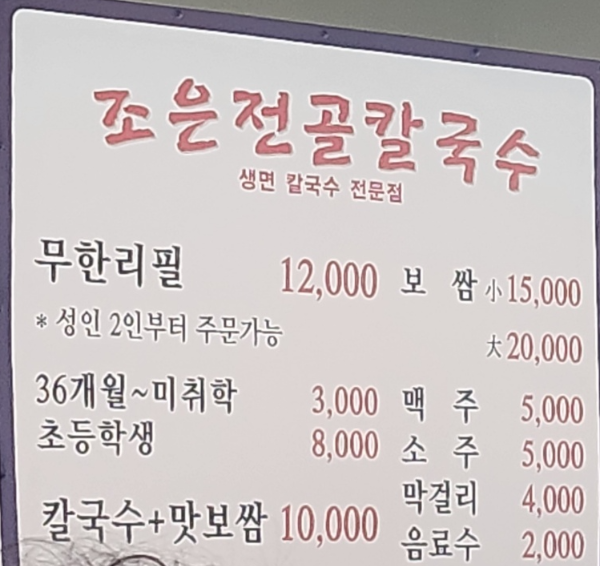 조은전골칼국수
생면 칼국수 전문점
무한리필 12,000
* 성인 2인부터 주문가능
36개월~미취학 3,000
초등학생 8,000
칼국수+맛보쌈 10,000
보 쌈 小 15,000
大 20,000
맥 주 5,000
소 주 5,000
막걸리 4,000
음료수 2,000